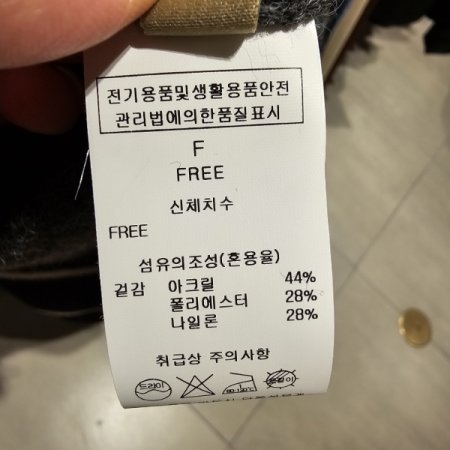 전기용품및생활용품안전
관리법에의한품질표시
F
FREE
신체치수
FREE
섬유의조성(혼용율)
겉감 아크릴 44%
폴리에스터 28%
나일론 28%
취급상 주의사항
드라이